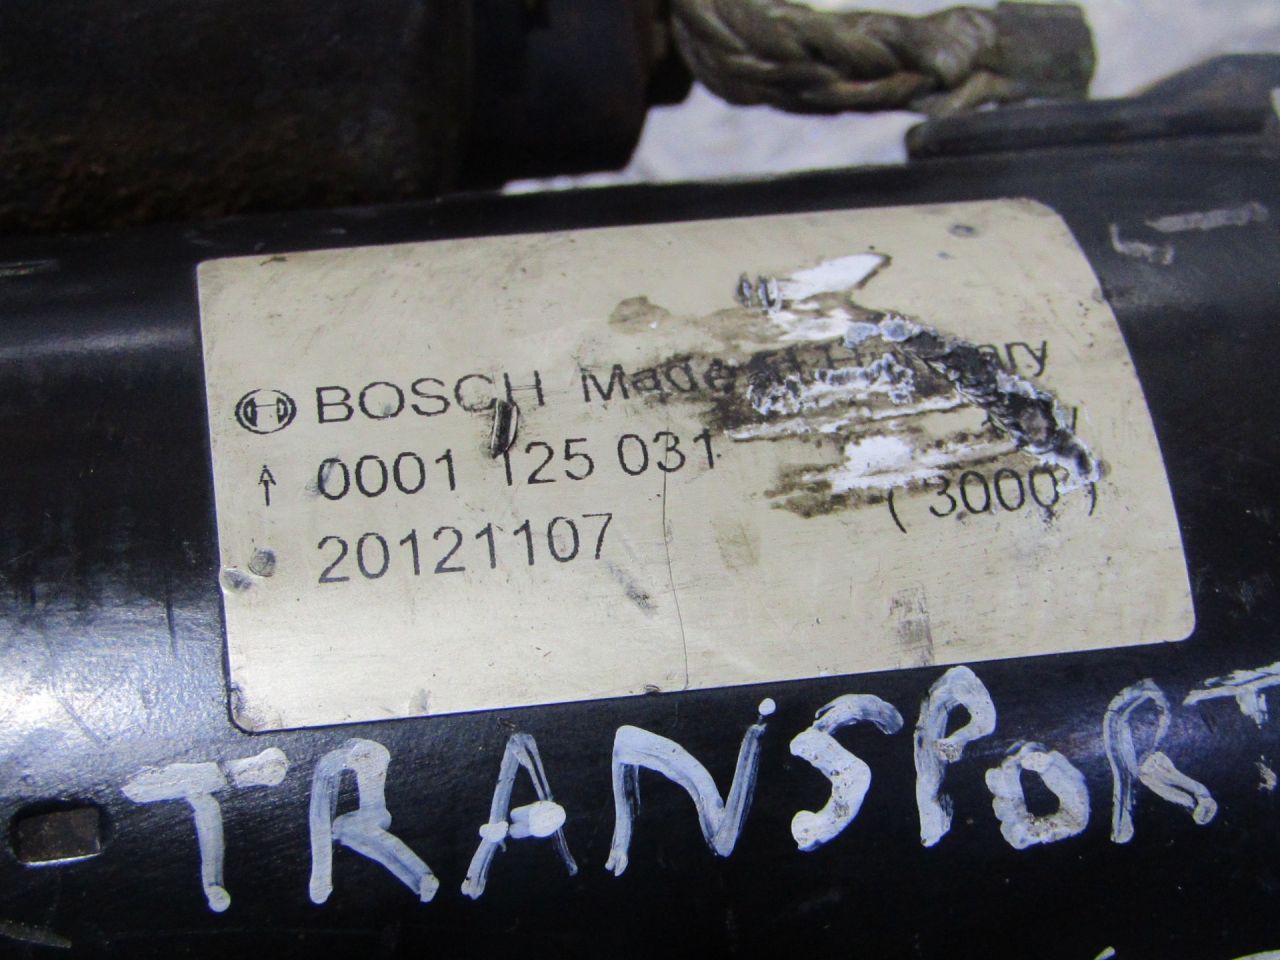 BOSCH Made
0001 125 031
20121107 ( 3000 )
TRANSPORT